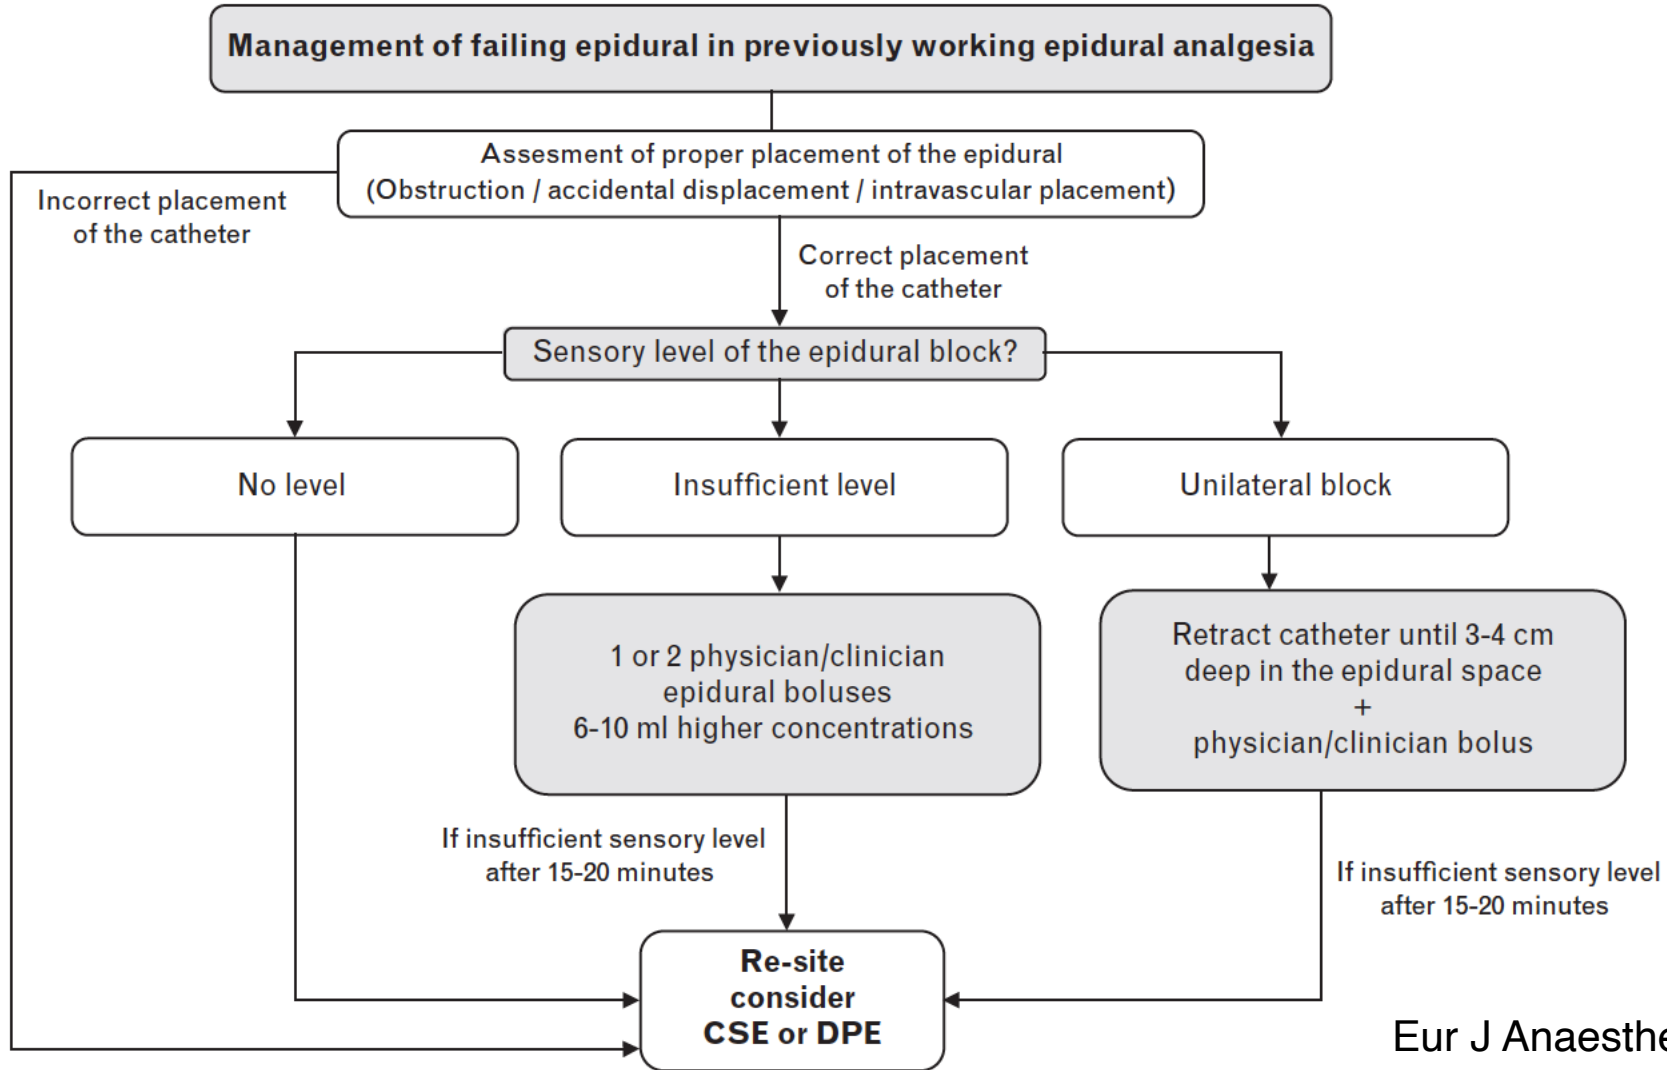 Management of failing epidural in previously working epidural analgesia
Assesment of proper placement of the epidural
(Obstruction / accidental displacement / intravascular placement)
Incorrect placement
of the catheter
Correct placement
of the catheter
Sensory level of the epidural block?
No level
Insufficient level
Unilateral block
1 or 2 physician/clinician
epidural boluses
6-10 ml higher concentrations
Retract catheter until 3-4 cm
deep in the epidural space
+
physician/clinician bolus
If insufficient sensory level
after 15-20 minutes
If insufficient sensory level
after 15-20 minutes
Re-site
consider
CSE or DPE
Eur J Anaesthe